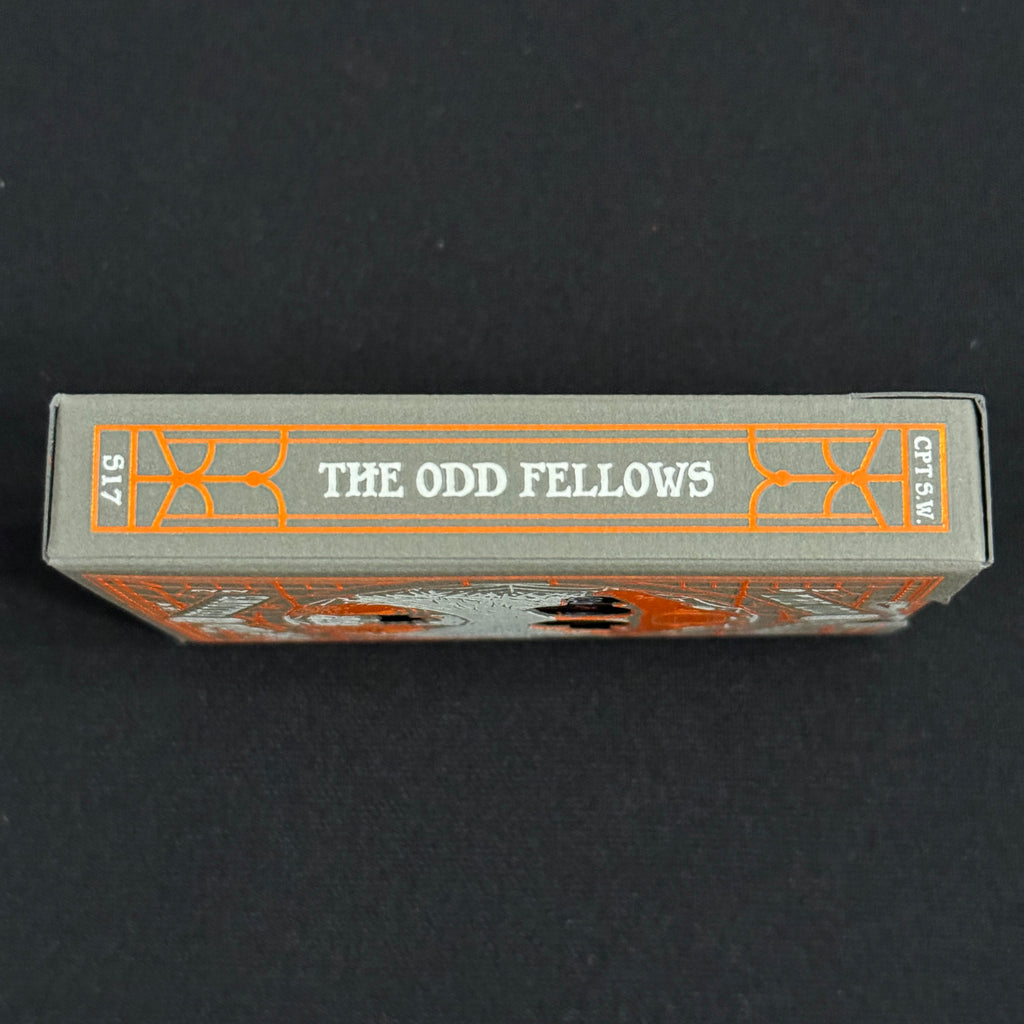 517
THE ODD FELLOWS
CPT S.W.